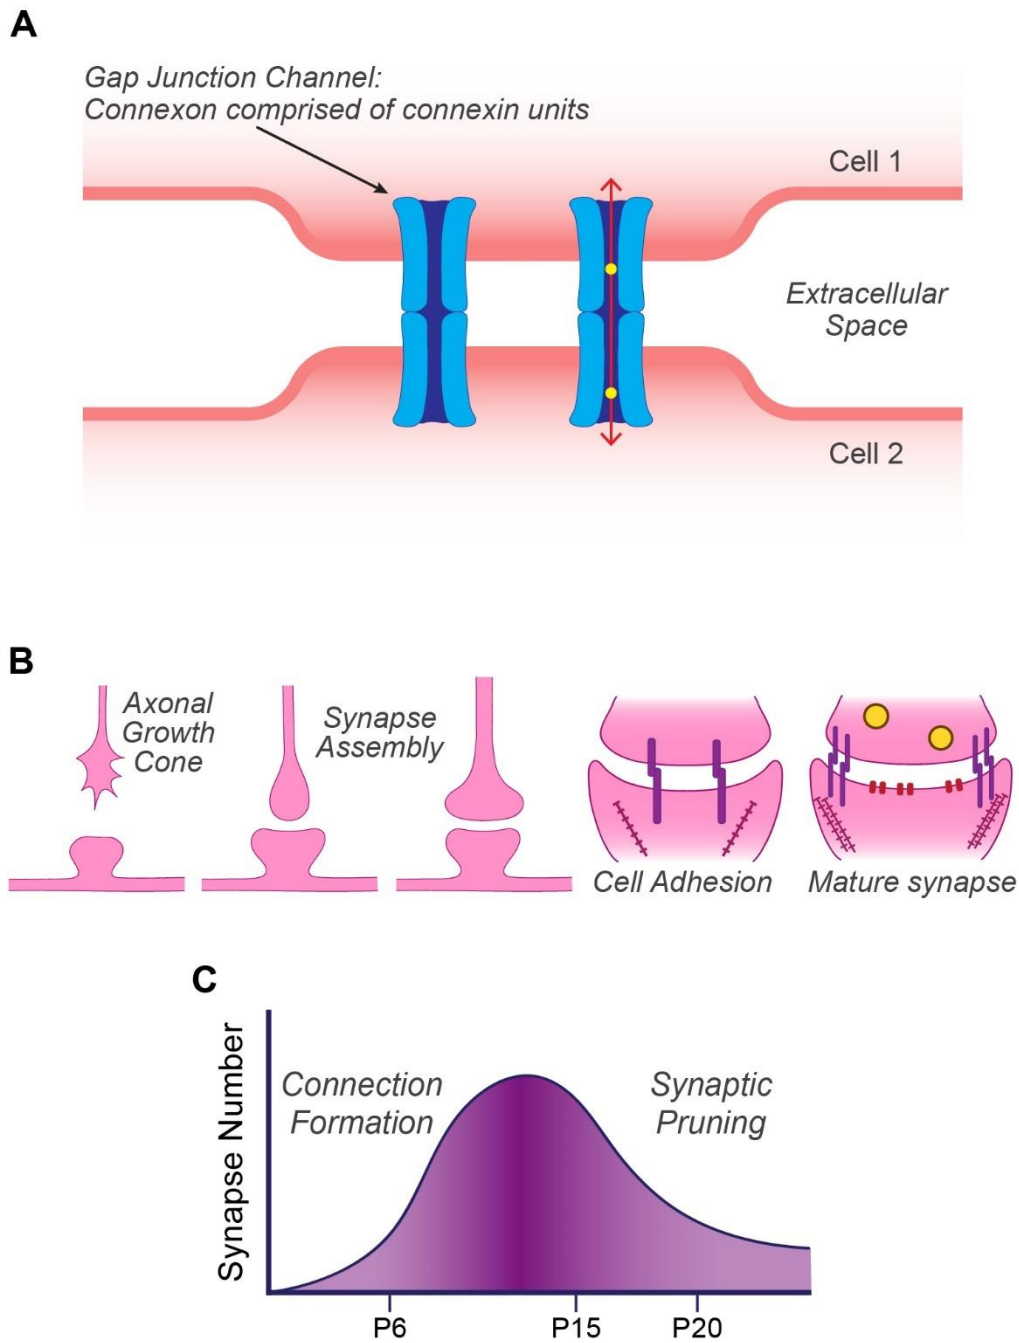 A
Gap Junction Channel:
Connexon comprised of connexin units
Cell 1
Extracellular
Space
Cell 2
B
Axonal
Growth
Cone
Synapse
Assembly
Cell Adhesion
Mature synapse
C
Synapse Number
Connection
Formation
Synaptic
Pruning
P6
P15
P20